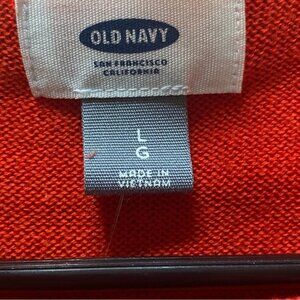 OLD NAVY
SAN FRANCISCO
CALIFORNIA
L
G
MADE IN
VIETNAM